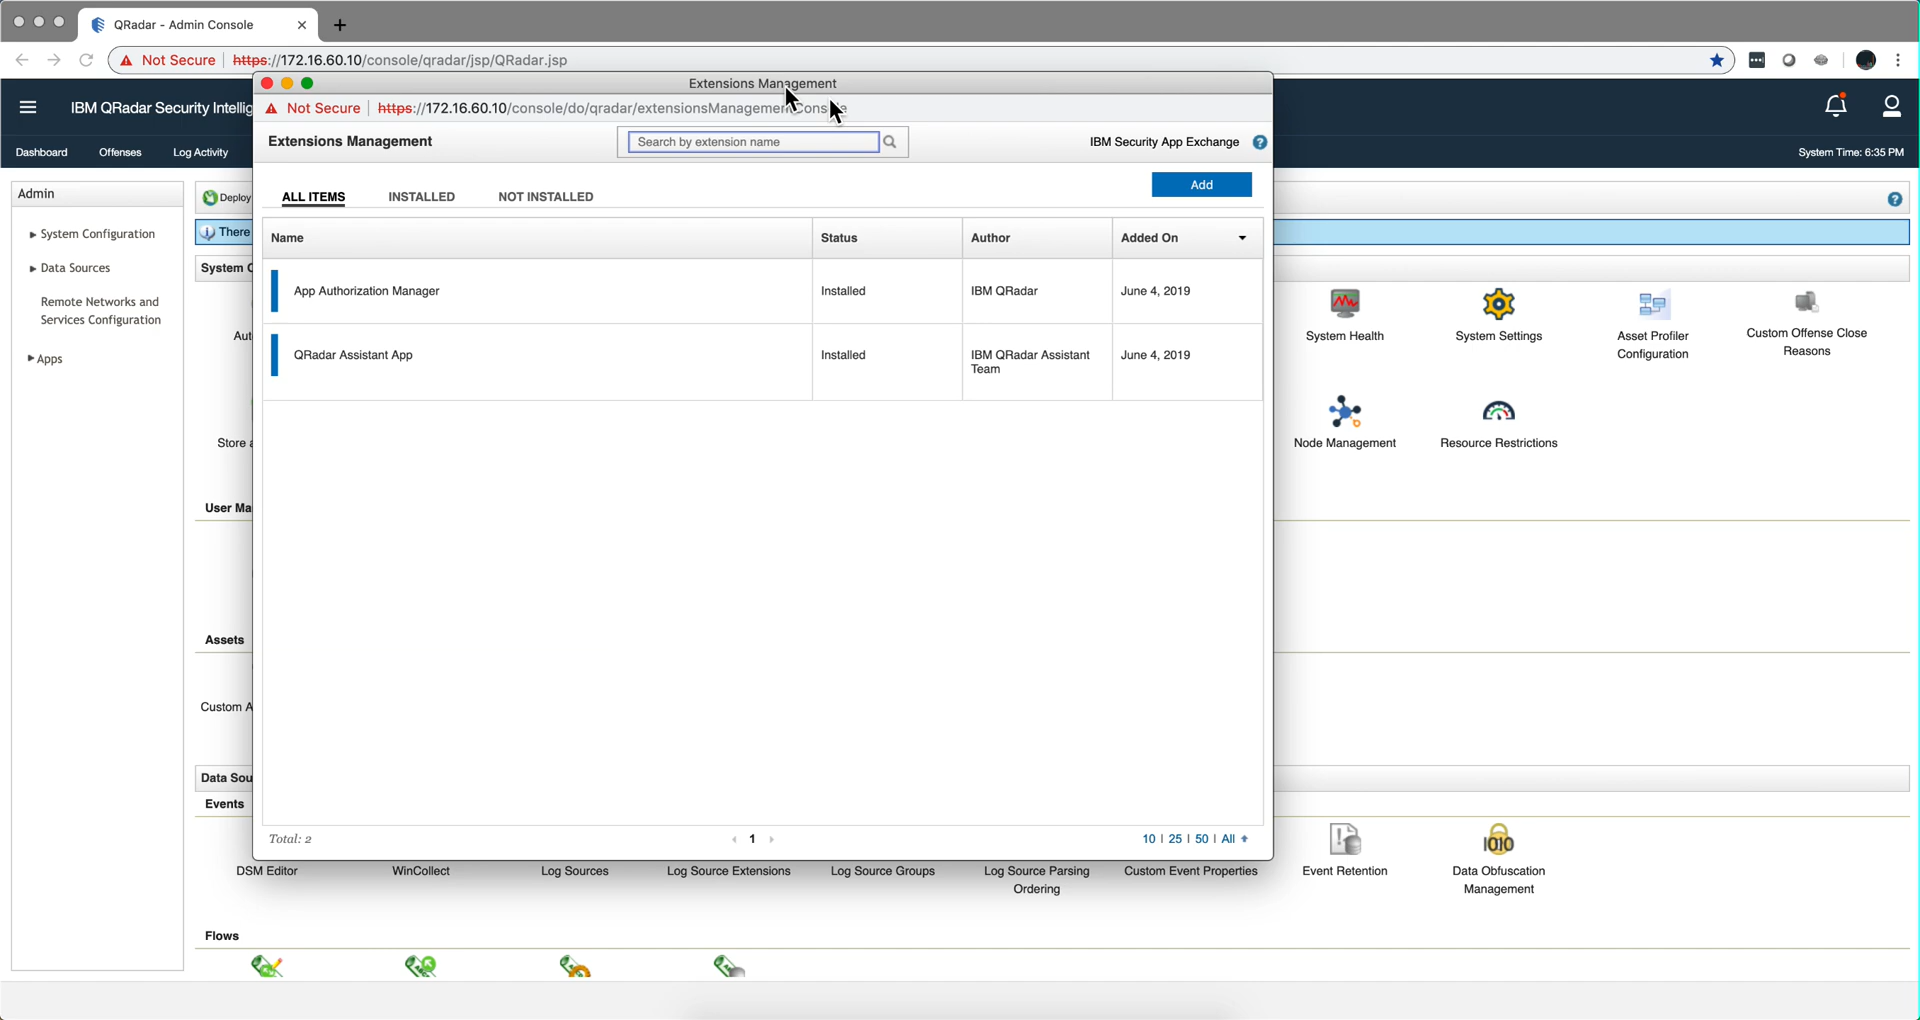 QRadar - Admin Console
Not Secure https://172.16.60.10/console/qradar/jsp/QRadar.jsp
Extensions Management
IBM QRadar Security Intellig
Not Secure https://172.16.60.10/console/do/qradar/extensionsManagement
Extensions Management
Search by extension name
IBM Security App Exchange
Dashboard Offenses Log Activity
System Time: 6:35 PM
Admin
Add
Deploy
ALL ITEMS INSTALLED NOT INSTALLED
System Configuration
There
Name Status Author Added On
Data Sources
System C
App Authorization Manager Installed IBM QRadar June 4, 2019
Remote Networks and
Services Configuration
Aut
System Health
System Settings
Asset Profiler
Configuration
Custom Offense Close
Reasons
Apps
QRadar Assistant App Installed IBM QRadar Assistant
Team
June 4, 2019
Store a
Node Management
Resource Restrictions
User Ma
Assets
Custom A
Data Sou
Events
Total: 2
1
10 | 25 | 50 | All
DSM Editor
WinCollect
Log Sources
Log Source Extensions
Log Source Groups
Log Source Parsing
Ordering
Custom Event Properties
Event Retention
Data Obfuscation
Management
Flows